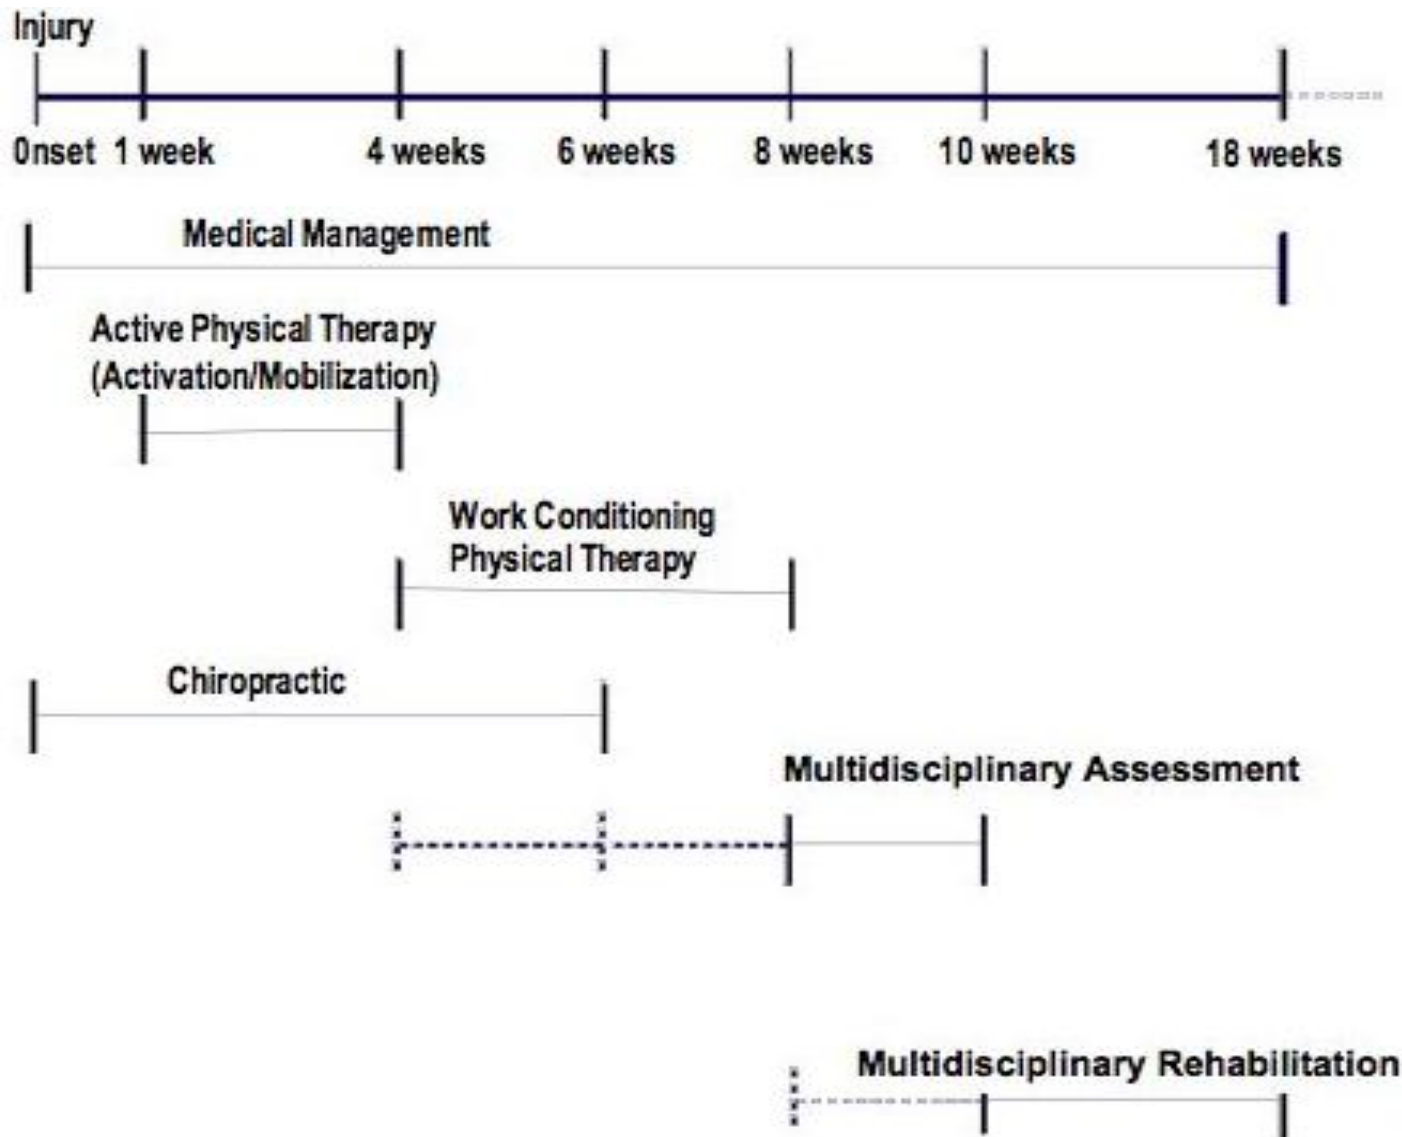 Injury
0nset 1 week 4 weeks 6 weeks 8 weeks 10 weeks 18 weeks
Medical Management
Active Physical Therapy
(Activation/Mobilization)
Work Conditioning
Physical Therapy
Chiropractic
Multidisciplinary Assessment
Multidisciplinary Rehabilitation